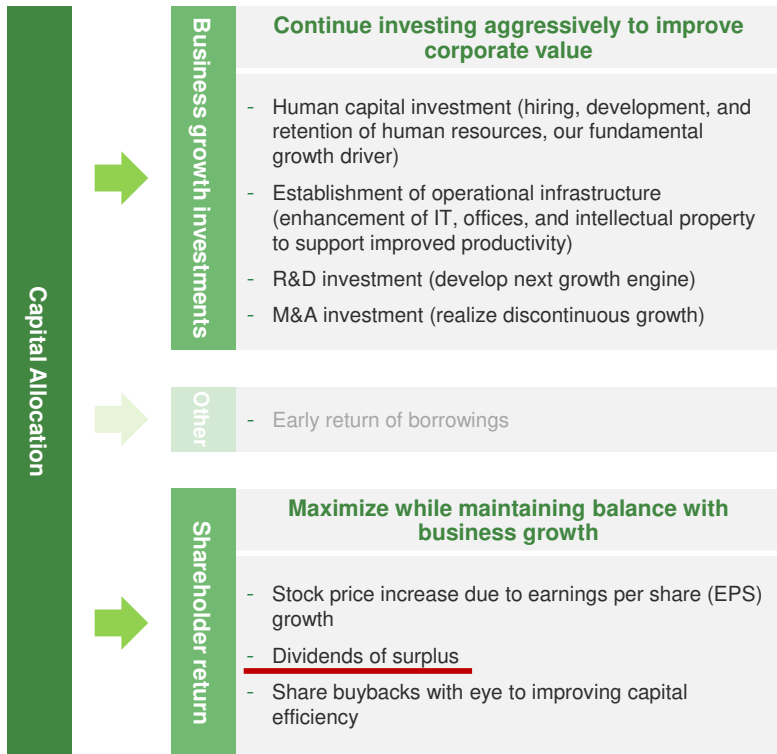 Capital Allocation
Business growth investments
Continue investing aggressively to improve
corporate value
- Human capital investment (hiring, development, and
retention of human resources, our fundamental
growth driver)
- Establishment of operational infrastructure
(enhancement of IT, offices, and intellectual property
to support improved productivity)
- R&D investment (develop next growth engine)
- M&A investment (realize discontinuous growth)
Other
- Early return of borrowings
Shareholder return
Maximize while maintaining balance with
business growth
- Stock price increase due to earnings per share (EPS)
growth
- Dividends of surplus
- Share buybacks with eye to improving capital
efficiency